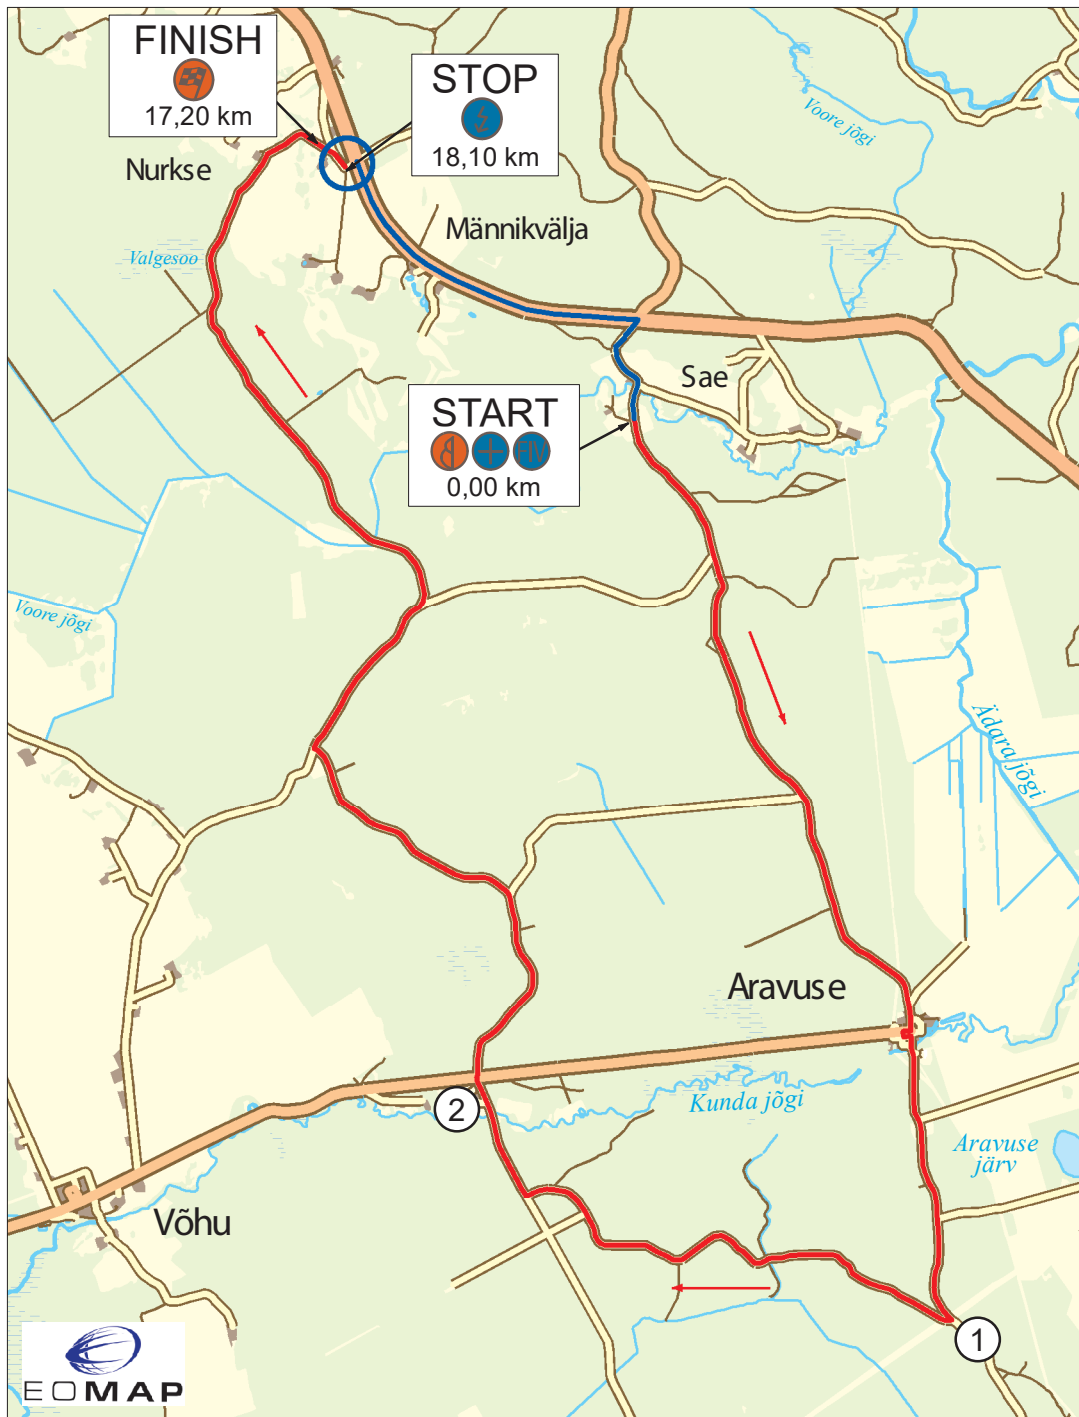 FINISH
17,20 km
STOP
18,10 km
Voore jõgi
Nurkse
Männikvälja
Valgesoo
Sae
START
FIV
0,00 km
Voore jõgi
Ädara jõgi
Aravuse
Kunda jõgi
2
Aravuse
järv
Võhu
1
EOMAP